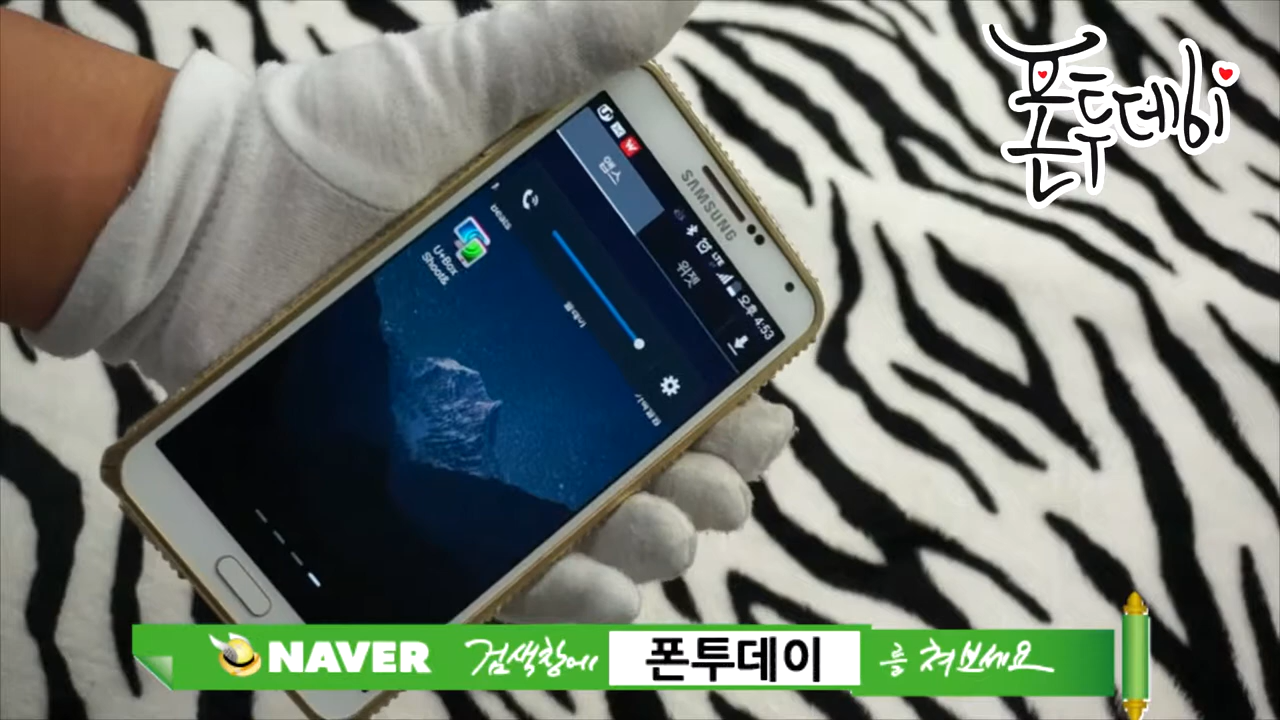 폰투데이
SAMSUNG
LTE
오후 4:53
앱스
위젯
beats
U+Box
Shoot&
NAVER 검색창에 폰투데이 를 쳐보세요